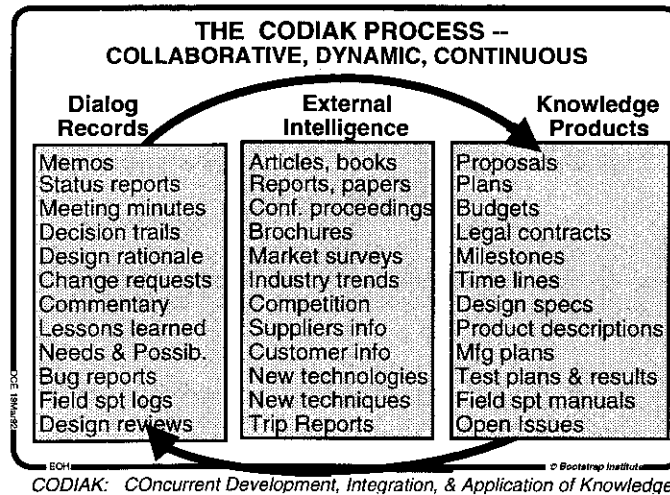 THE CODIAK PROCESS --
COLLABORATIVE, DYNAMIC, CONTINUOUS
Dialog
Records
Memos
Status reports
Meeting minutes
Decision trails
Design rationale
Change requests
Commentary
Lessons learned
Needs & Possib.
Bug reports
Field spt logs
Design reviews
External
Intelligence
Articles, books
Reports, papers
Conf. proceedings
Brochures
Market surveys
Industry trends
Competition
Suppliers info
Customer info
New technologies
New techniques
Trip Reports
Knowledge
Products
Proposals
Plans
Budgets
Legal contracts
Milestones
Time lines
Design specs
Product descriptions
Mfg plans
Test plans & results
Field spt manuals
Open Issues
EOH
© Bootstrap Institute
CODIAK: COncurrent Development, Integration, & Application of Knowledge